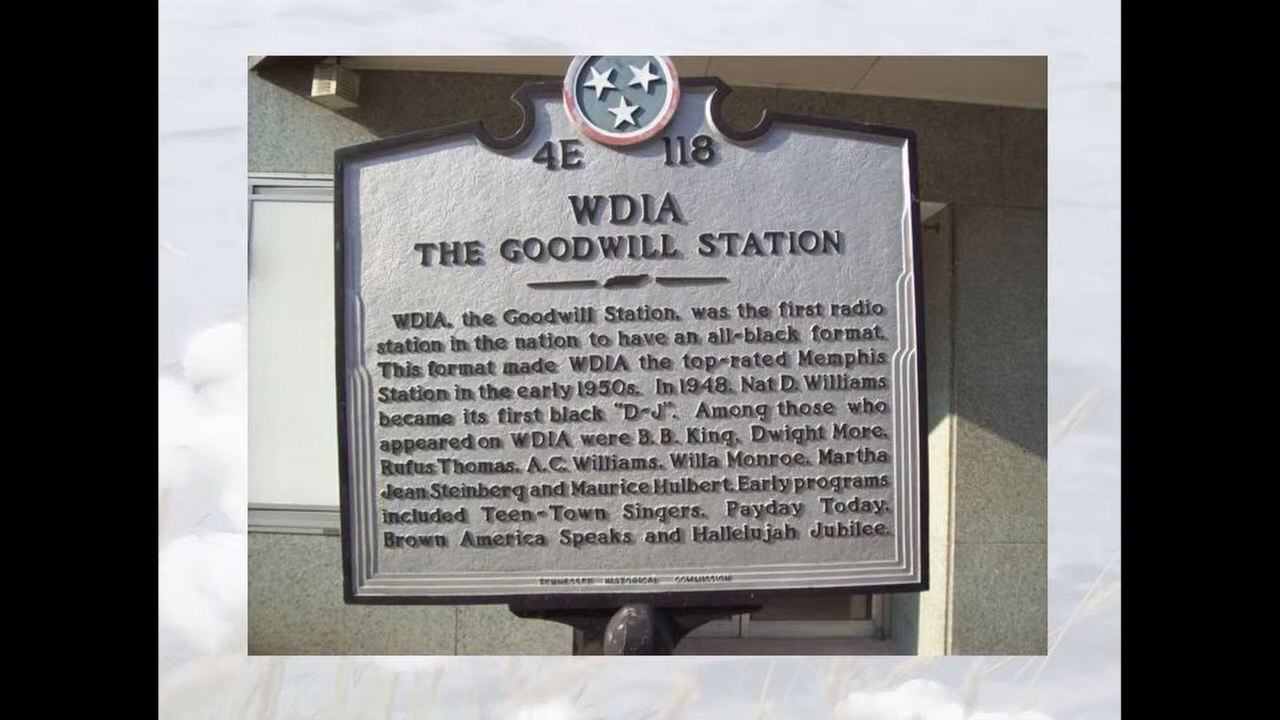 4E 118
WDIA
THE GOODWILL STATION
WDIA, the Goodwill Station, was the first radio
station in the nation to have an all-black format.
This format made WDIA the top-rated Memphis
Station in the early 1950s. In 1948, Nat D. Williams
became its first black "D-J". Among those who
appeared on WDIA were B.B. King, Dwight More,
Rufus Thomas, A.C. Williams, Willa Monroe, Martha
Jean Steinberg and Maurice Hulbert. Early programs
included Teen-Town Singers, Payday Today,
Brown America Speaks and Hallelujah Jubilee.
TENNESSEE HISTORICAL COMMISSION